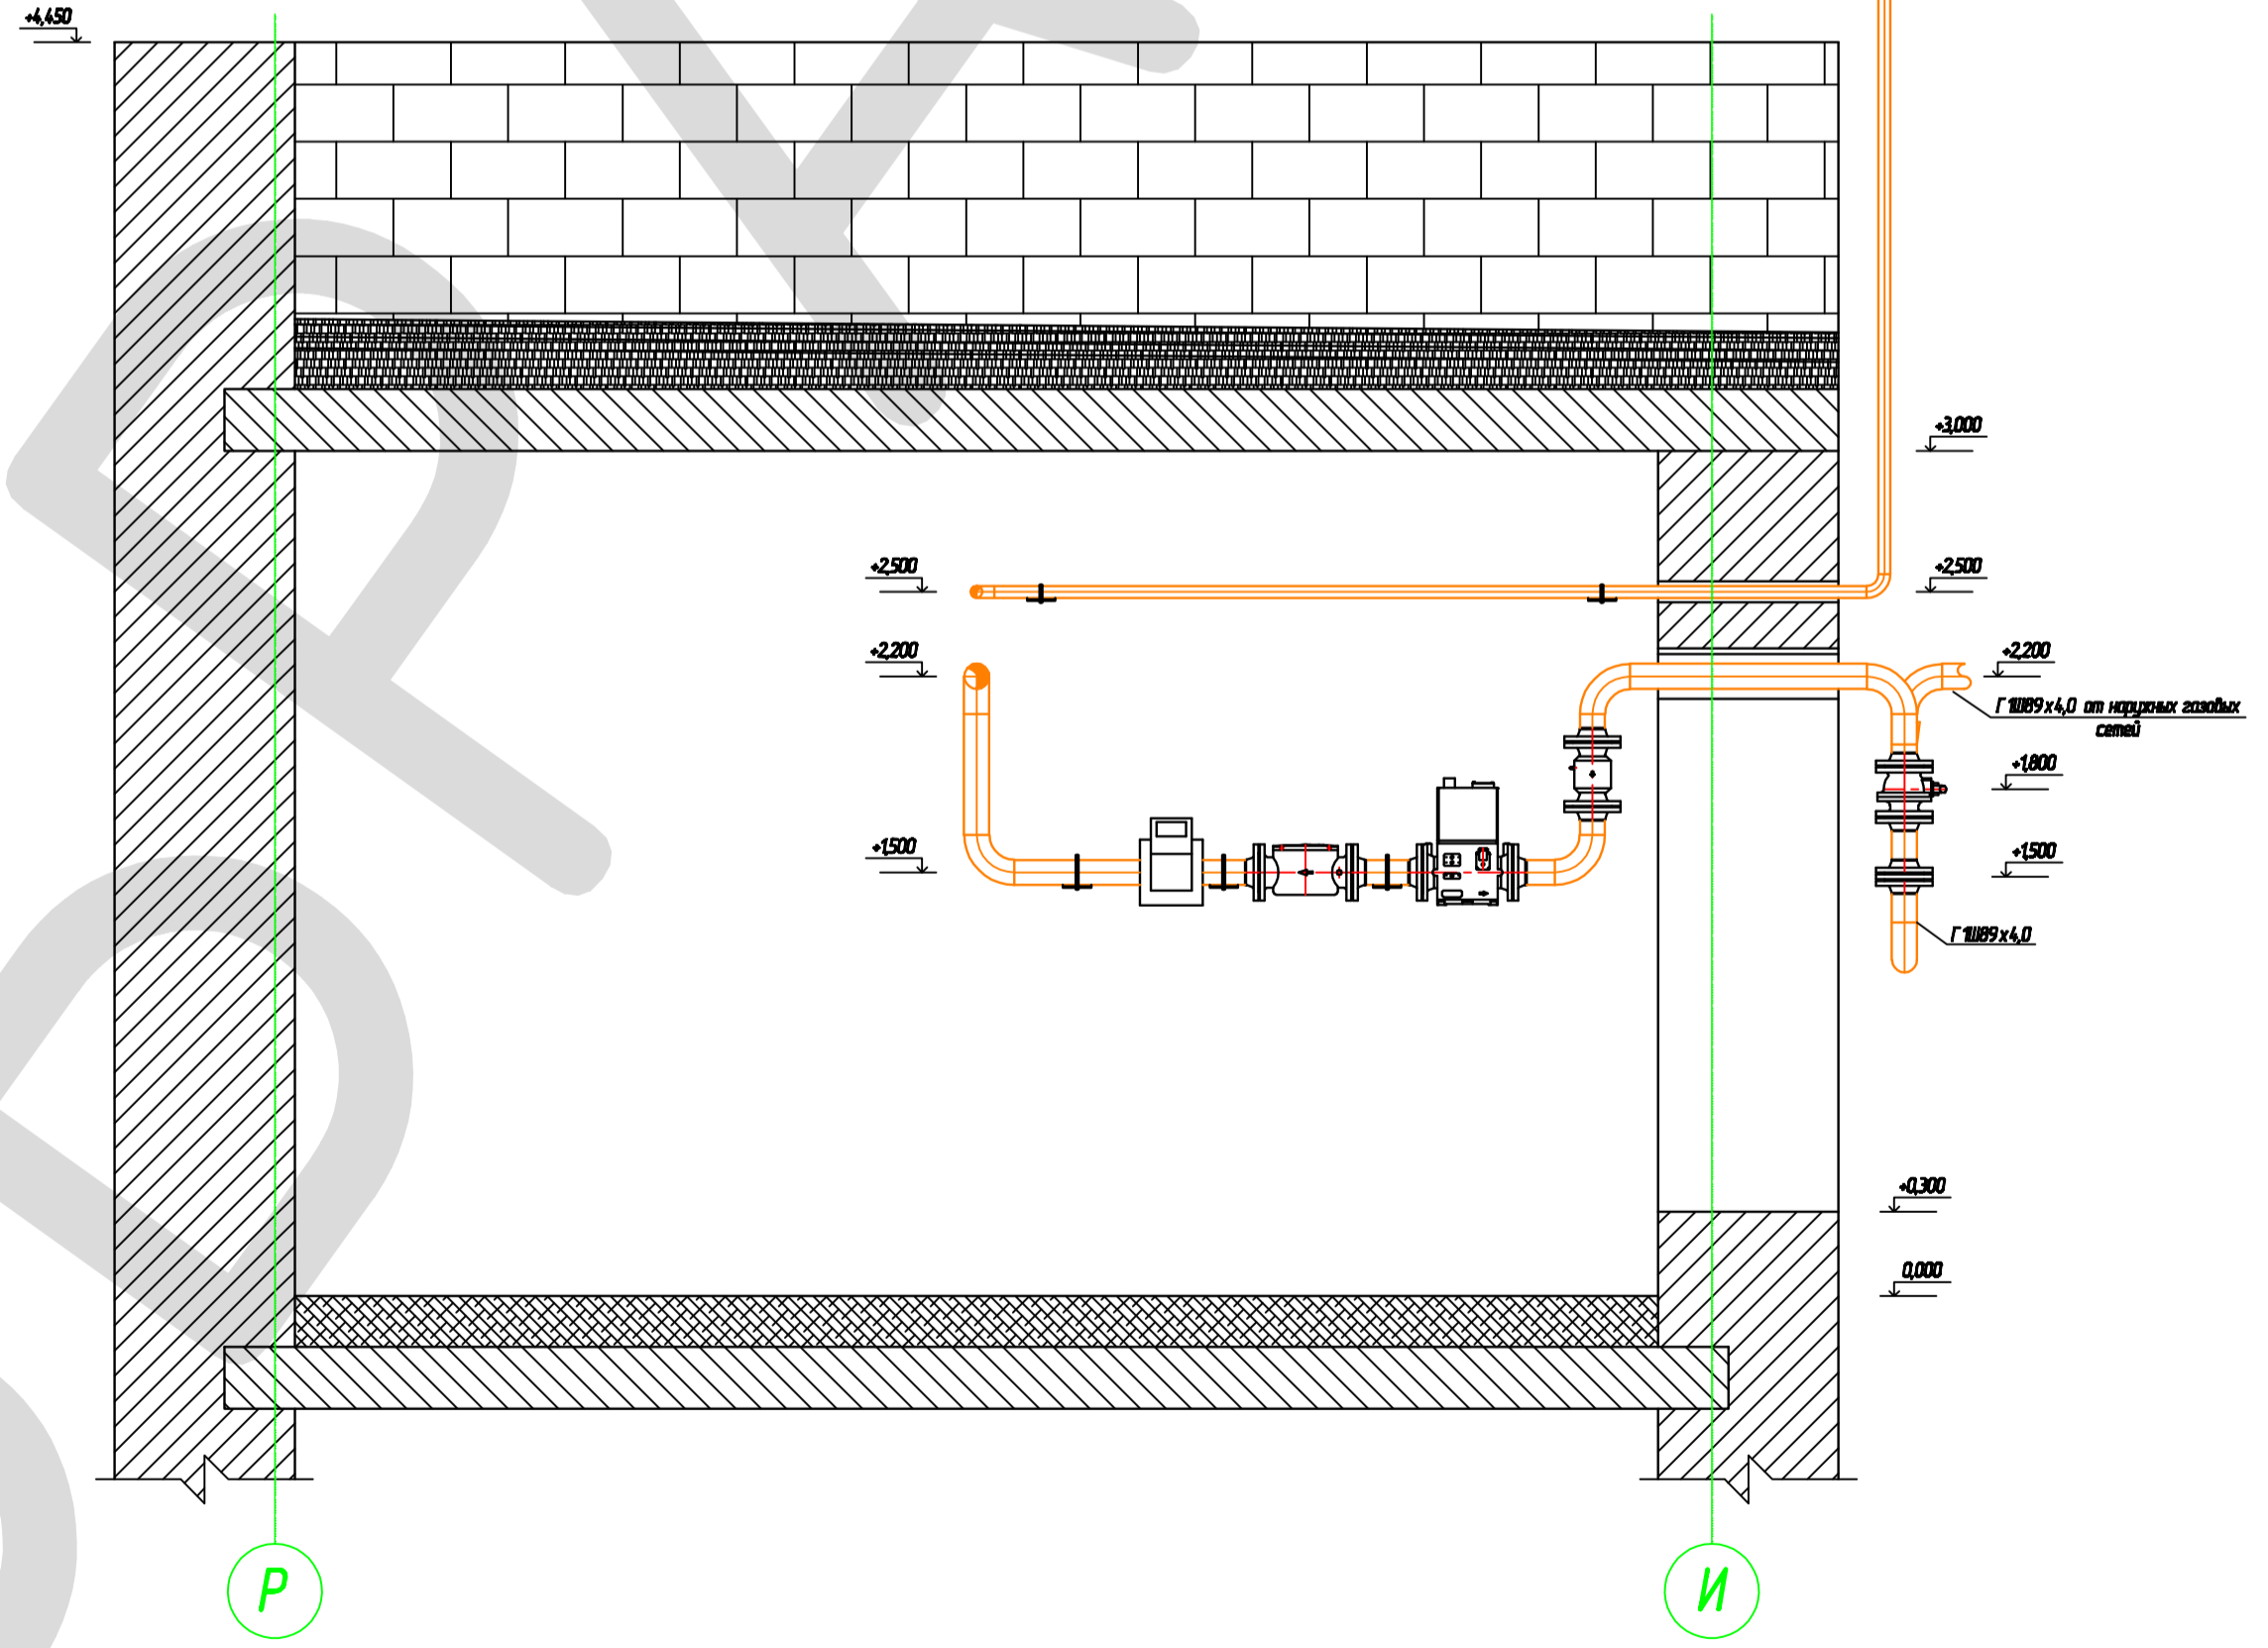 +4,450
+3,000
+2,500
+2,500
+2,200
+2,200
Г1Ш89х4,0 от наружных газовых
сетей
+1,800
+1,500
+1,500
Г1Ш89х4,0
+0,300
0,000
Р
И